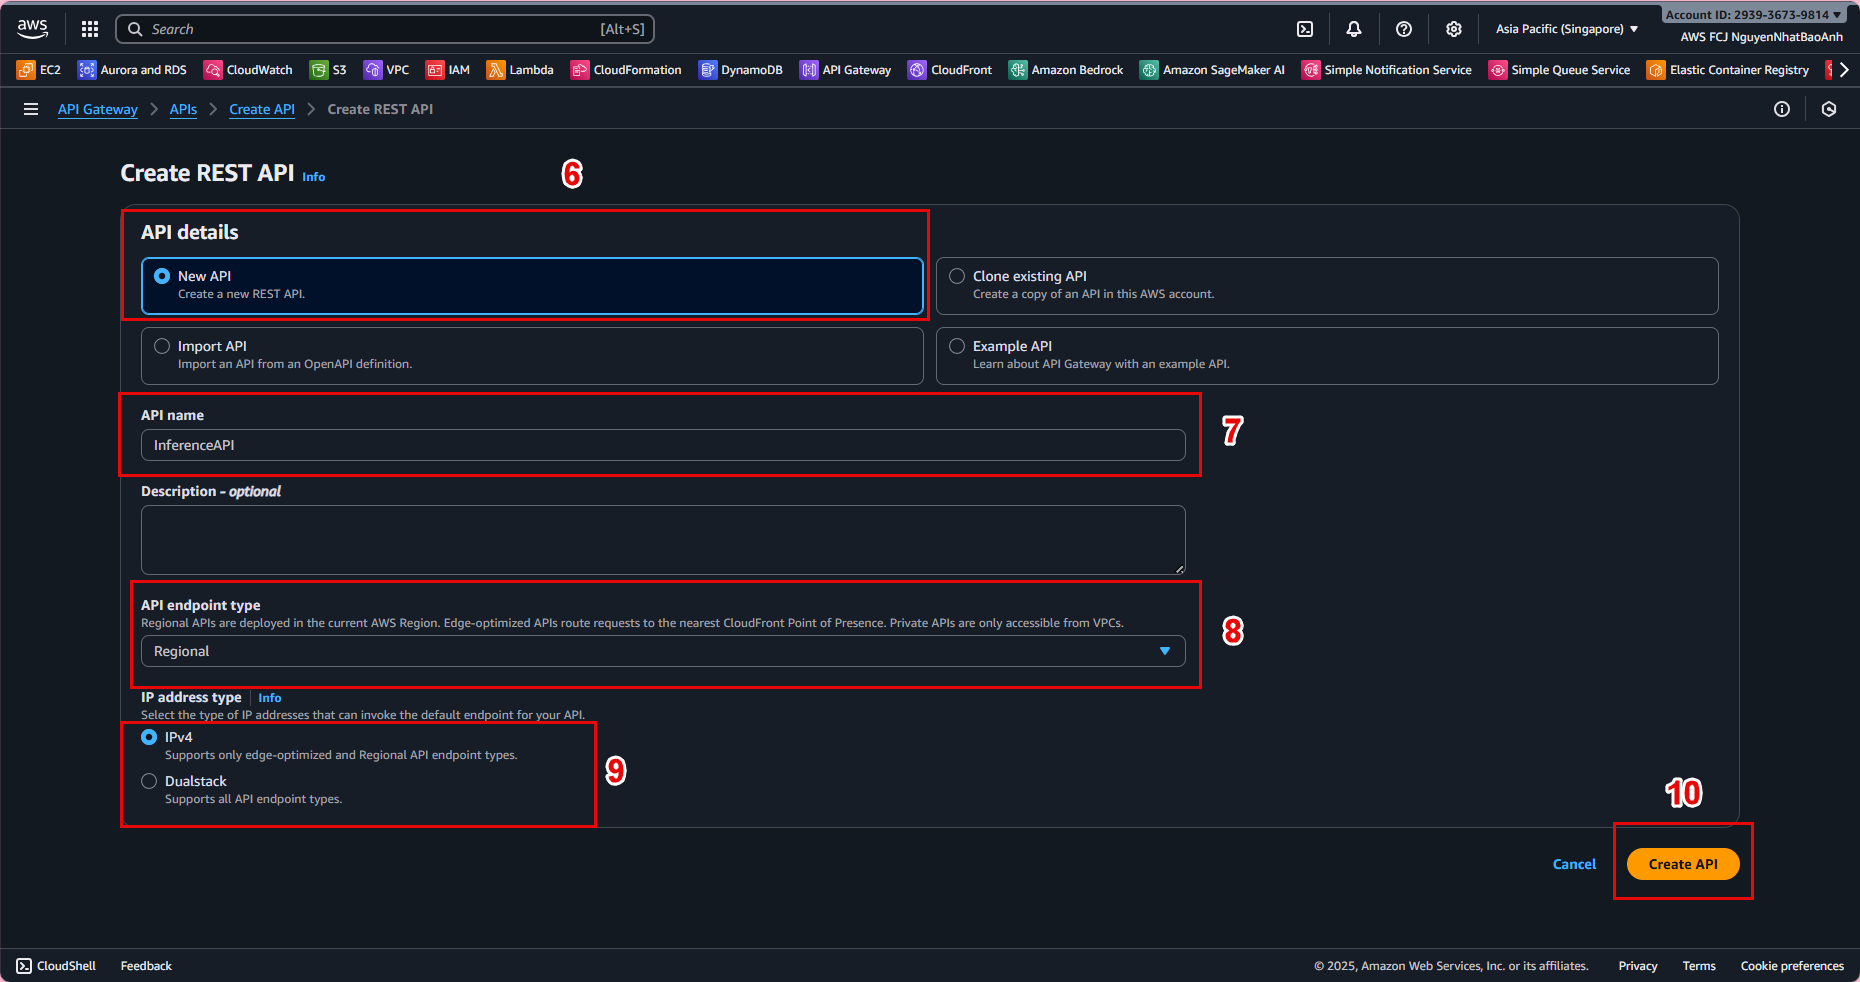 aws
Search [Alt+S]
Asia Pacific (Singapore)
Account ID: 2939-3673-9814
AWS FCJ NguyenNhatBaoAnh
EC2 Aurora and RDS CloudWatch S3 VPC IAM Lambda CloudFormation DynamoDB API Gateway CloudFront Amazon Bedrock Amazon SageMaker AI Simple Notification Service Simple Queue Service Elastic Container Registry
API Gateway APIs Create API Create REST API
Create REST API Info
6
API details
New API
Create a new REST API.
Clone existing API
Create a copy of an API in this AWS account.
Import API
Import an API from an OpenAPI definition.
Example API
Learn about API Gateway with an example API.
API name
InferenceAPI
7
Description - optional
API endpoint type
Regional APIs are deployed in the current AWS Region. Edge-optimized APIs route requests to the nearest CloudFront Point of Presence. Private APIs are only accessible from VPCs.
Regional
8
IP address type Info
Select the type of IP addresses that can invoke the default endpoint for your API.
IPv4
Supports only edge-optimized and Regional API endpoint types.
Dualstack
Supports all API endpoint types.
9
10
Cancel Create API
CloudShell Feedback © 2025, Amazon Web Services, Inc. or its affiliates. Privacy Terms Cookie preferences